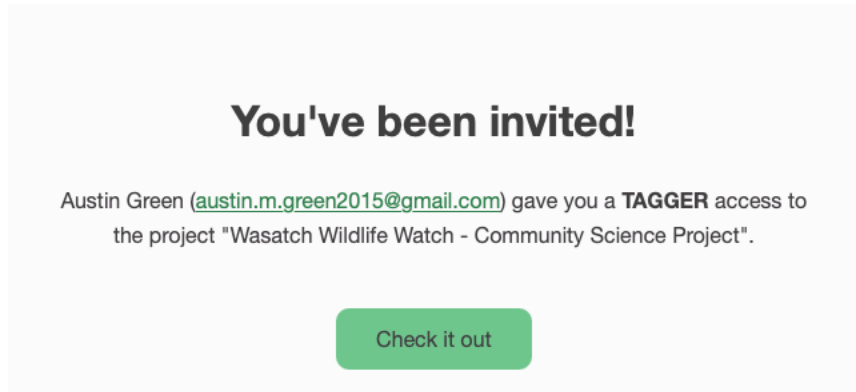 You've been invited!
Austin Green (austin.m.green2015@gmail.com) gave you a TAGGER access to
the project "Wasatch Wildlife Watch - Community Science Project".
Check it out